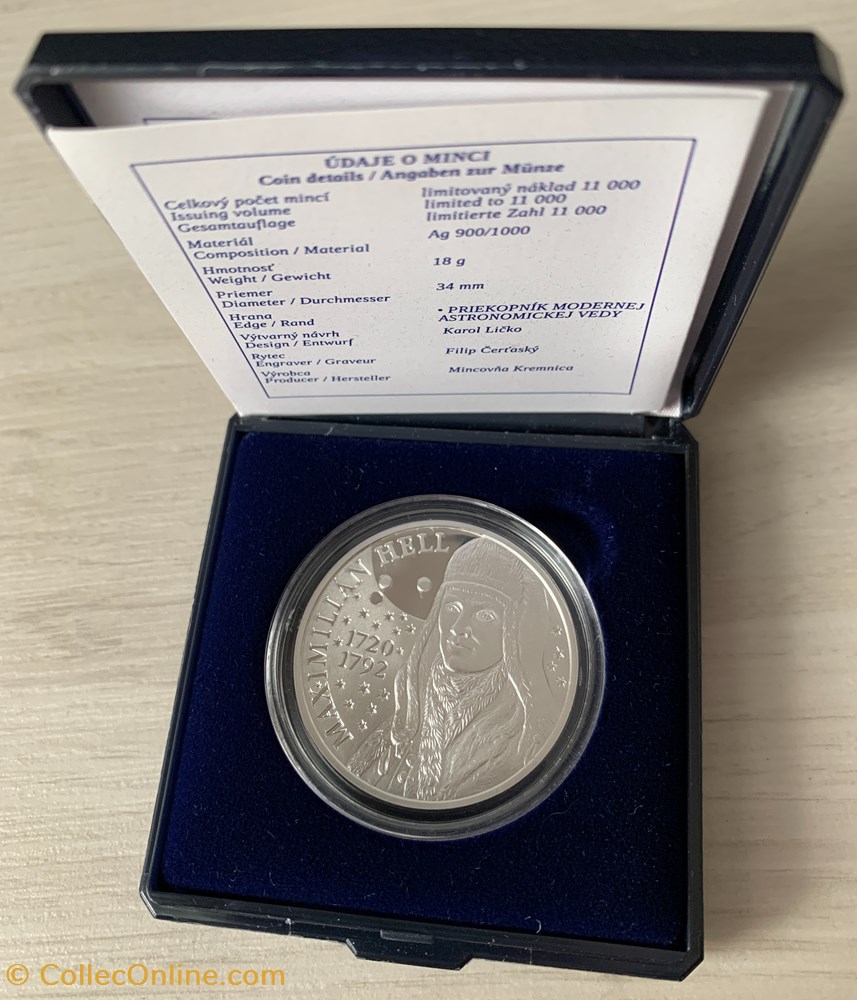 ÚDAJE O MINCI
Coin details / Angaben zur Münze
Celkový počet mincí limitovaný náklad 11 000
Issuing volume limited to 11 000
Gesamtauflage limitierte Zahl 11 000
Materiál Ag 900/1000
Composition / Material
Hmotnosť 18 g
Weight / Gewicht
Priemer 34 mm
Diameter / Durchmesser
Hrana • PRIEKOPNÍK MODERNEJ
Edge / Rand ASTRONOMICKEJ VEDY
Výtvarný návrh Karol Ličko
Design / Entwurf
Rytec Filip Čerťaský
Engraver / Graveur
Výrobca Mincovňa Kremnica
Producer / Hersteller
MAXIMILIÁN HELL
1720
1792
© CollecOnline.com